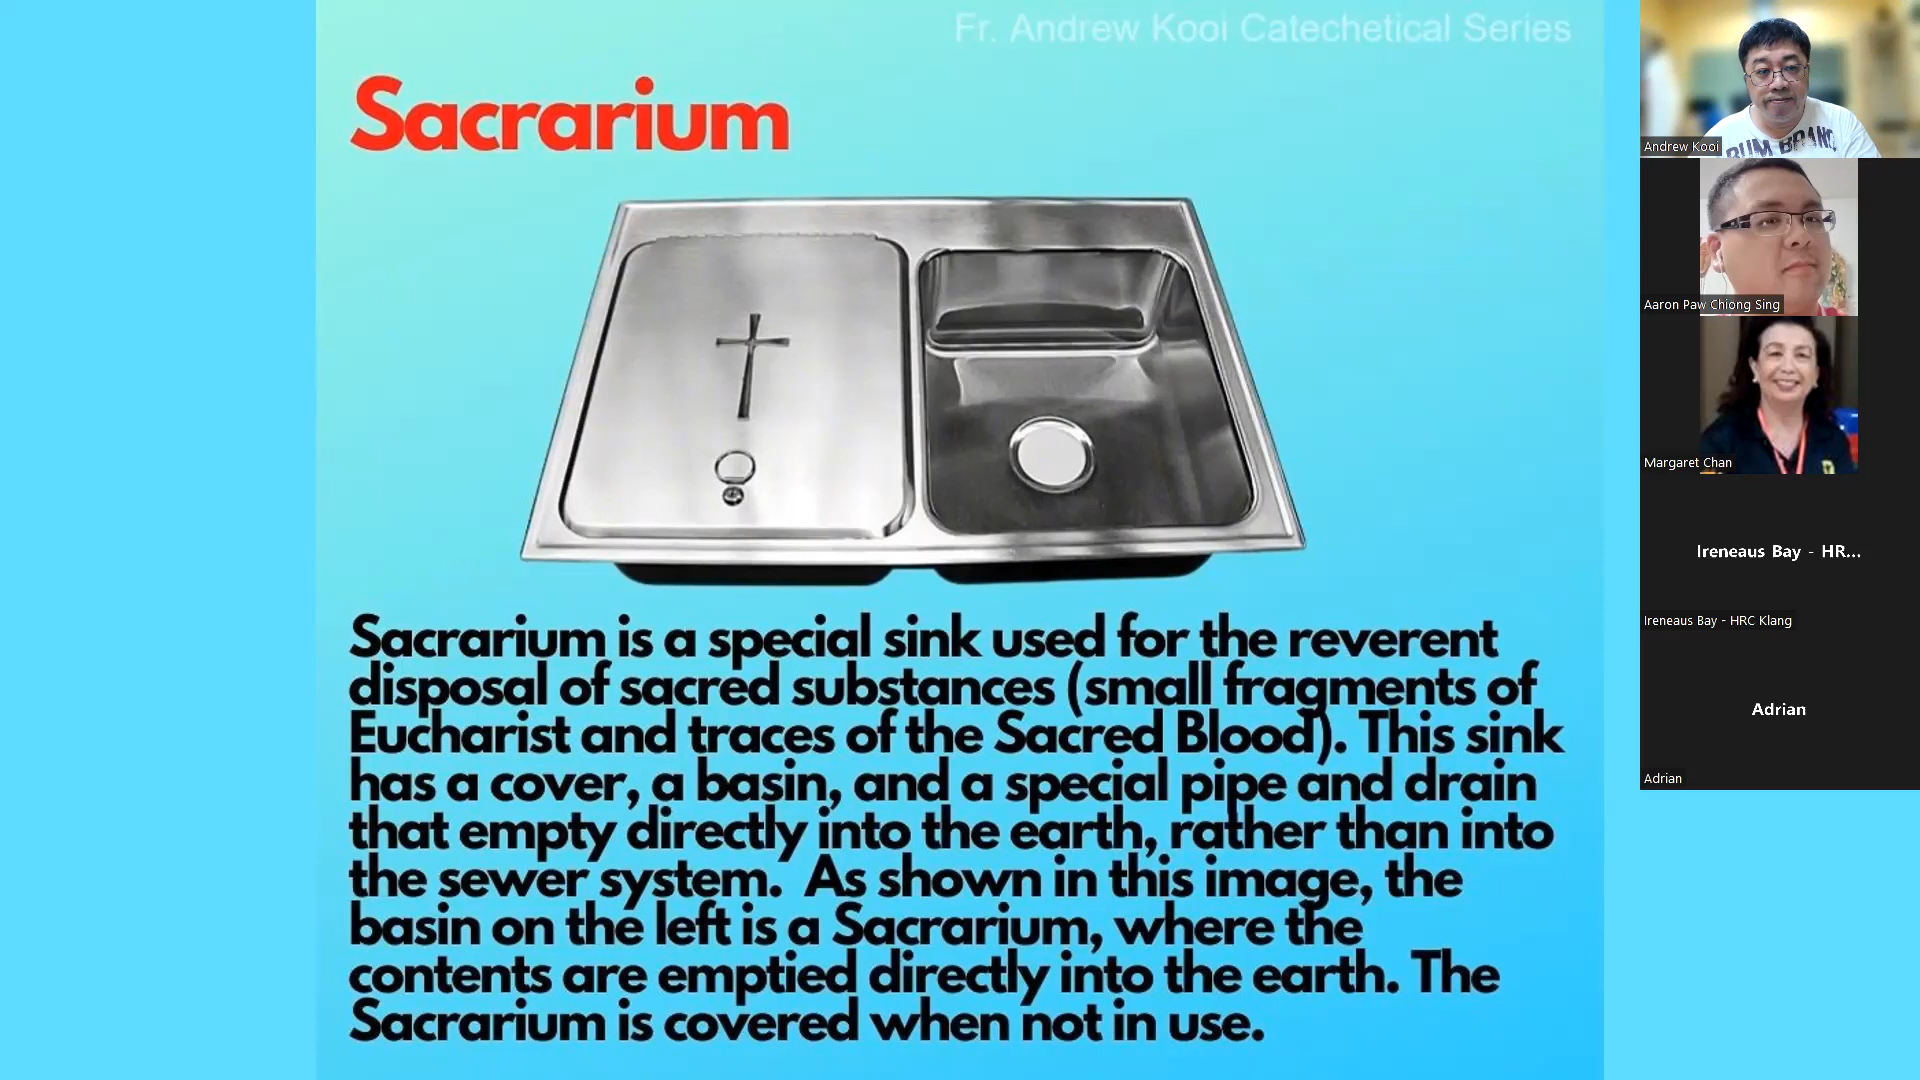 Fr. Andrew Kooi Catechetical Series
Sacrarium
Sacrarium is a special sink used for the reverent
disposal of sacred substances (small fragments of
Eucharist and traces of the Sacred Blood). This sink
has a cover, a basin, and a special pipe and drain
that empty directly into the earth, rather than into
the sewer system. As shown in this image, the
basin on the left is a Sacrarium, where the
contents are emptied directly into the earth. The
Sacrarium is covered when not in use.
BUM BRAND
Andrew Kooi
Aaron Paw Chiong Sing
Margaret Chan
Ireneaus Bay - HR...
Ireneaus Bay - HRC Klang
Adrian
Adrian